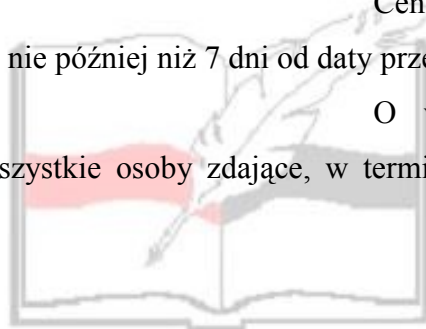 Cen
nie później niż 7 dni od daty prze
O
szystkie osoby zdające, w termi